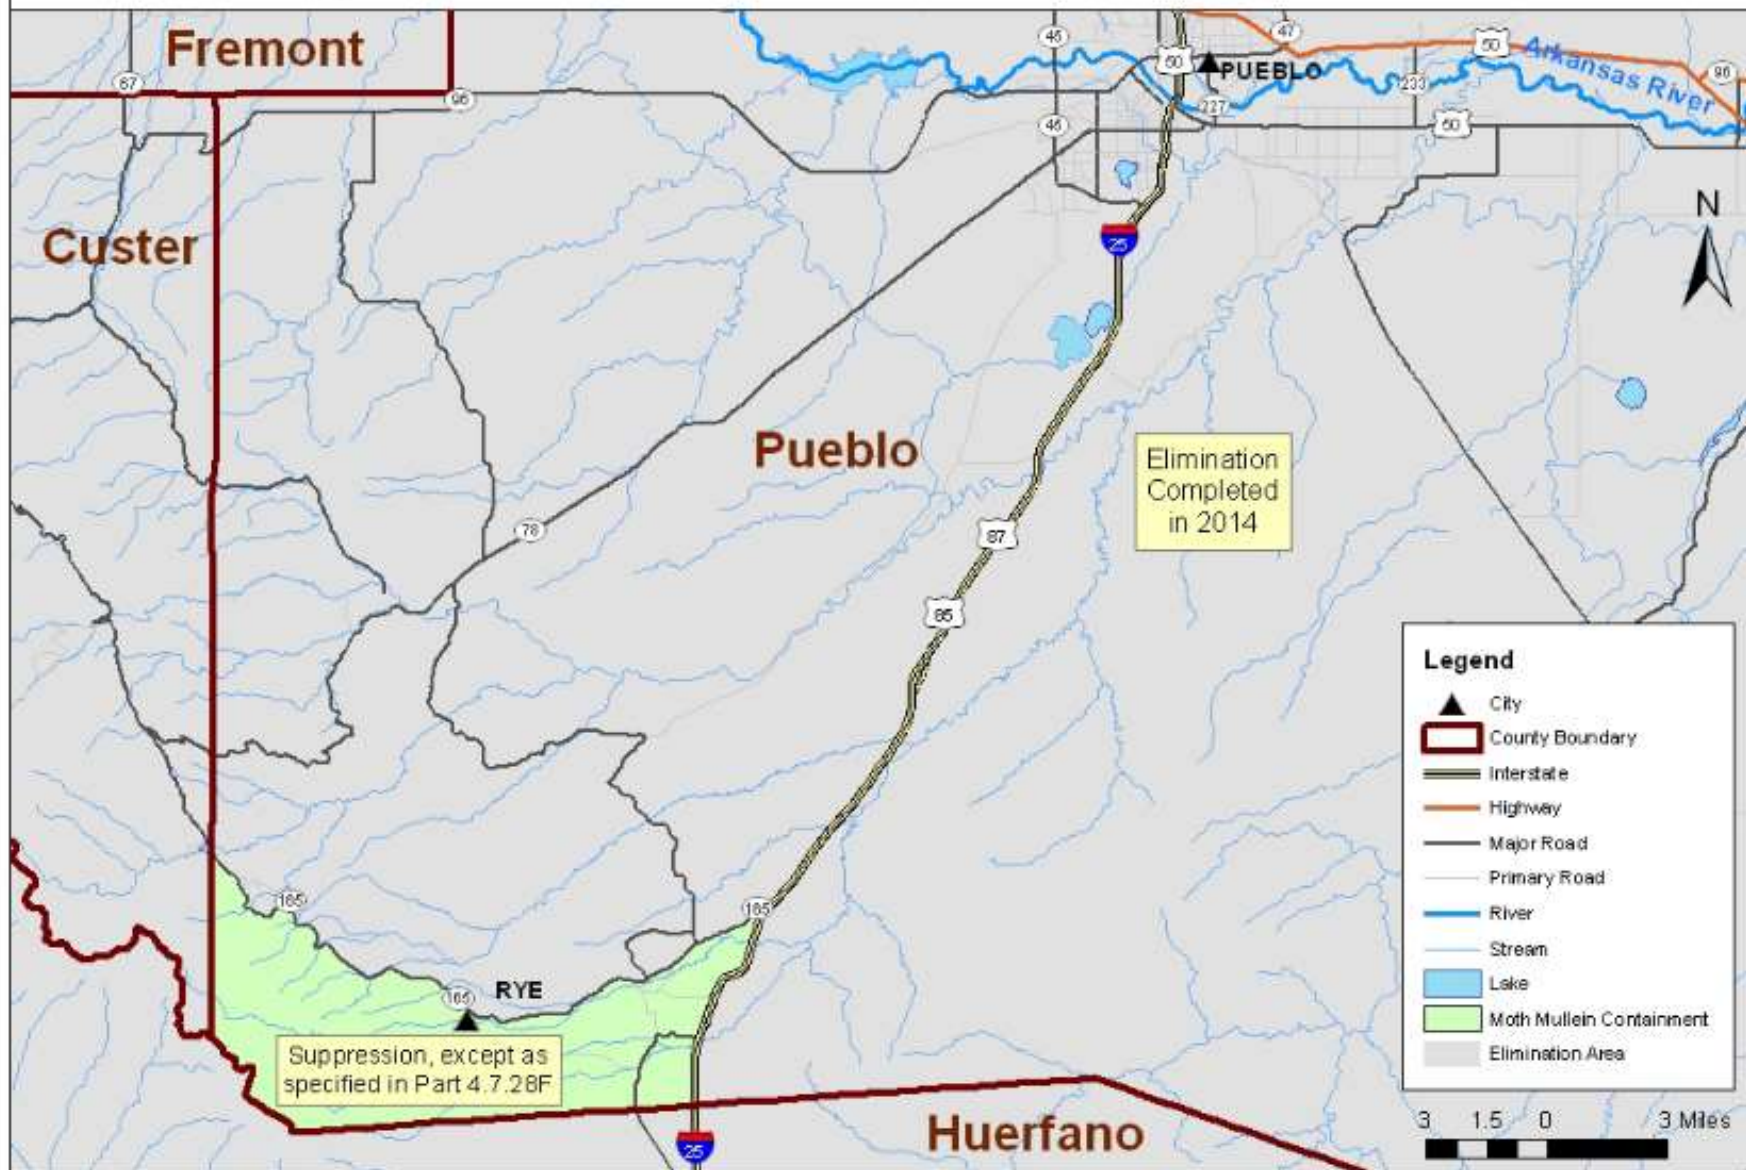 Fremont
67
96
46
47
50
50
PUEBLO
Arkansas River
233
96
227
46
50
Custer
N
25
Pueblo
Elimination
Completed
in 2014
78
87
85
Legend
City
County Boundary
Interstate
Highway
Major Road
Primary Road
River
Stream
Lake
Moth Mullein Containment
Elimination Area
165
165
165
RYE
Suppression, except as
specified in Part 4.7.28F
Huerfano
25
3 1.5 0 3 Miles